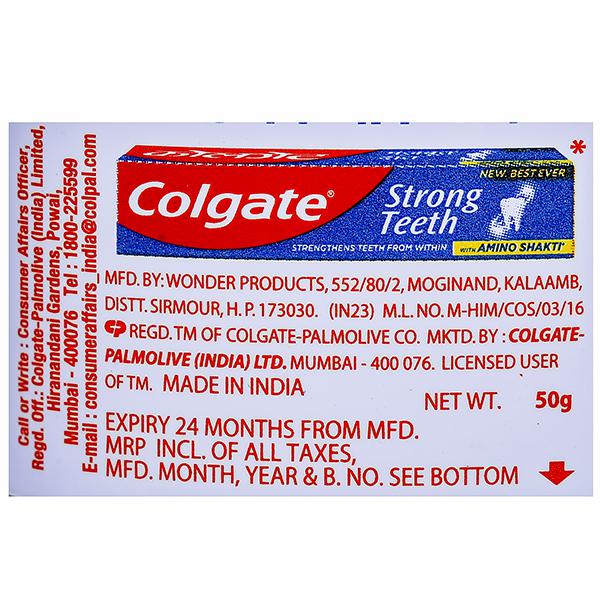 Call or Write : Consumer Affairs Officer,
Regd. Off.: Colgate-Palmolive (India) Limited,
Hiranandani Gardens, Powai,
Mumbai - 400076 Tel : 1800-225599
E-mail : consumeraffairs_india@colpal.com
*
NEW. BEST EVER
Colgate®
Strong
Teeth
STRENGTHENS TEETH FROM WITHIN
WITH AMINO SHAKTI*
MFD. BY: WONDER PRODUCTS, 552/80/2, MOGINAND, KALAAMB,
DISTT. SIRMOUR, H. P. 173030. (IN23) M.L. NO. M-HIM/COS/03/16
CP REGD. TM OF COLGATE-PALMOLIVE CO. MKTD. BY : COLGATE-
PALMOLIVE (INDIA) LTD. MUMBAI - 400 076. LICENSED USER
OF TM. MADE IN INDIA
NET WT. 50g
EXPIRY 24 MONTHS FROM MFD.
MRP INCL. OF ALL TAXES,
MFD. MONTH, YEAR & B. NO. SEE BOTTOM